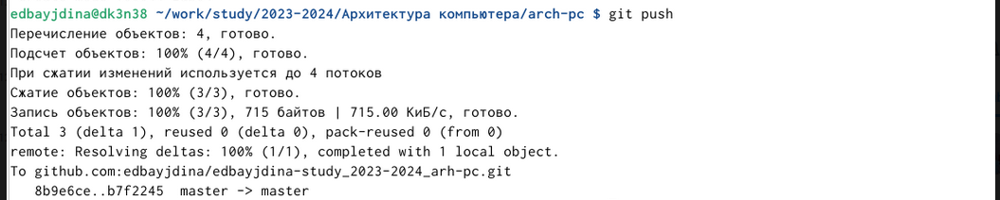 edbayjdina@dk3n38 ~/work/study/2023-2024/Архитектура компьютера/arch-pc $ git push
Перечисление объектов: 4, готово.
Подсчет объектов: 100% (4/4), готово.
При сжатии изменений используется до 4 потоков
Сжатие объектов: 100% (3/3), готово.
Запись объектов: 100% (3/3), 715 байтов | 715.00 КиБ/с, готово.
Total 3 (delta 1), reused 0 (delta 0), pack-reused 0 (from 0)
remote: Resolving deltas: 100% (1/1), completed with 1 local object.
To github.com:edbayjdina/edbayjdina-study_2023-2024_arh-pc.git
   8b9e6ce..b7f2245  master -> master